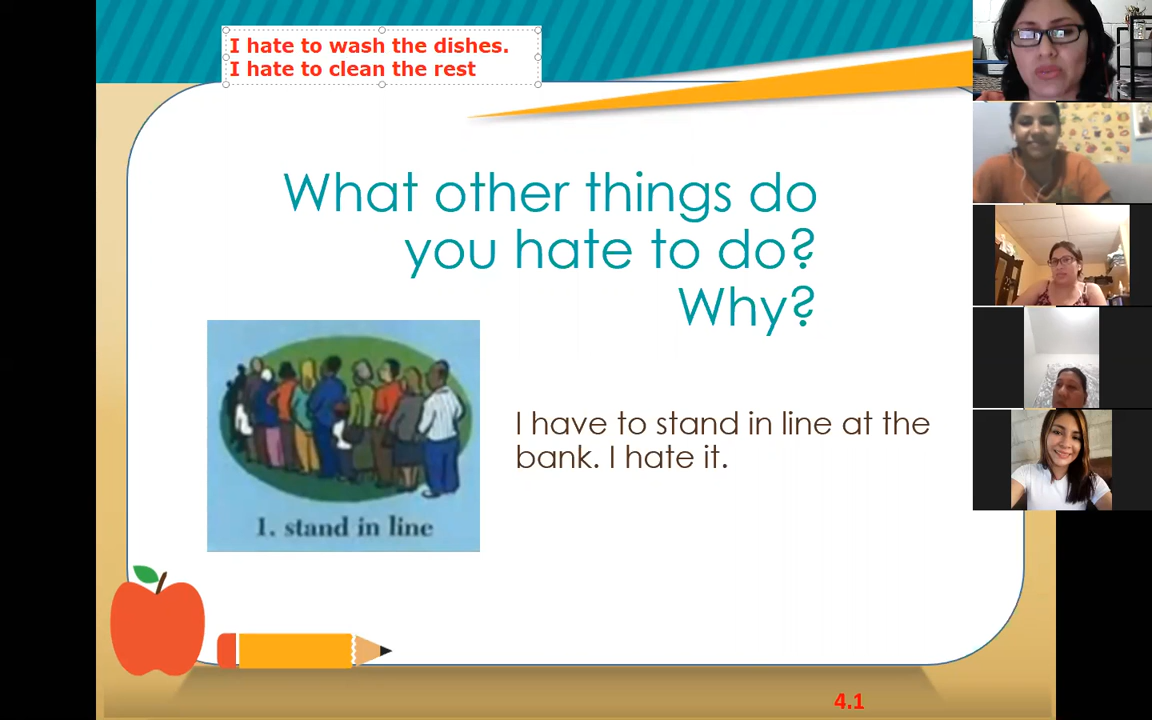 I hate to wash the dishes.
I hate to clean the rest
What other things do
you hate to do?
Why?
I have to stand in line at the
bank. I hate it.
1. stand in line
4.1